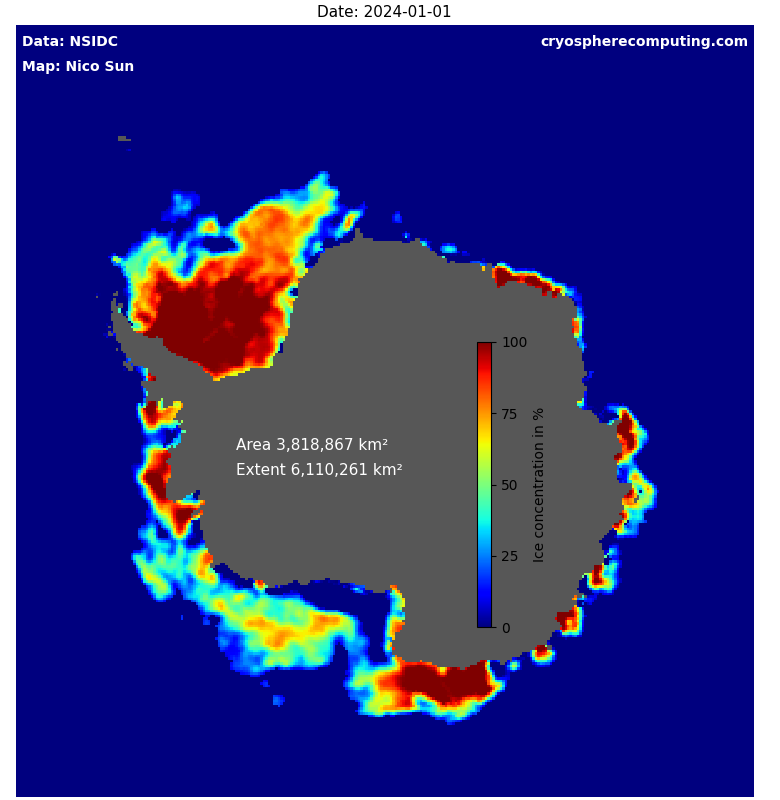 Date: 2024-01-01
Data: NSIDC
cryospherecomputing.com
Map: Nico Sun
100
75
50
25
0
Ice concentration in %
Area 3,818,867 km²
Extent 6,110,261 km²